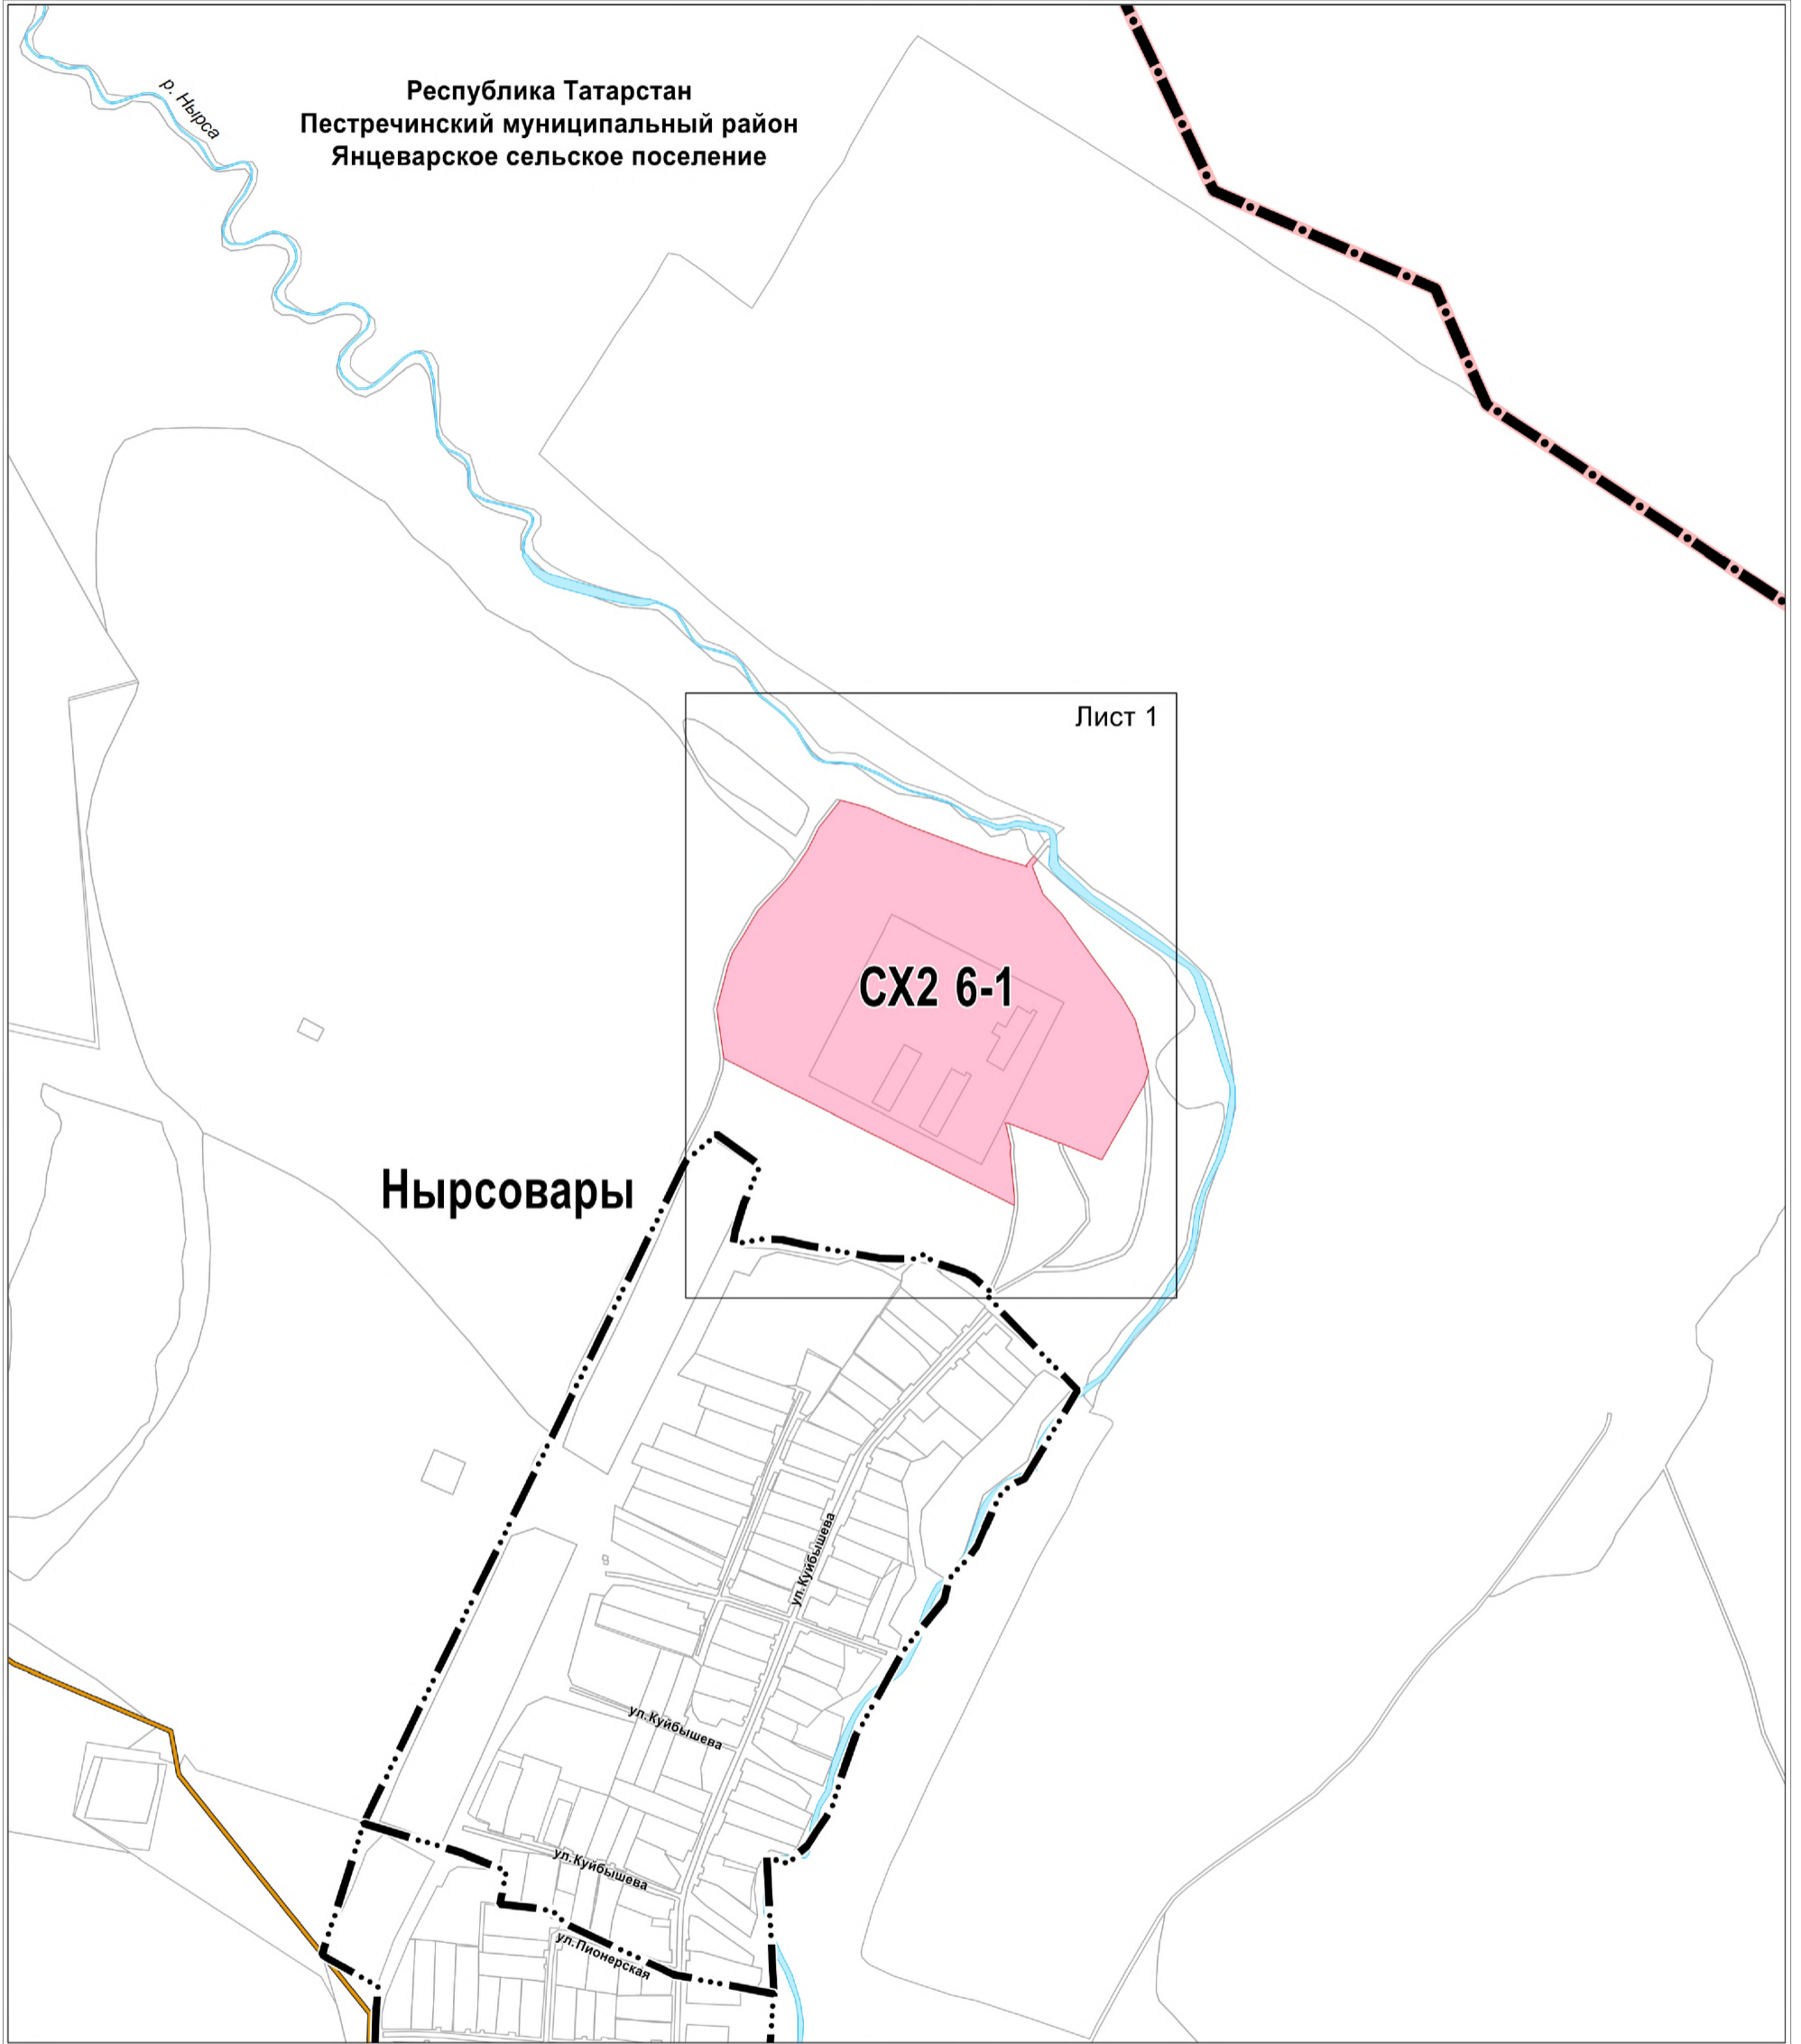 р. Нырса
Республика Татарстан
Пестречинский муниципальный район
Янцеварское сельское поселение
Лист 1
СХ2 6-1
Нырсовары
ул.Куйбышева
ул.Куйбышева
ул.Куйбышева
ул.Пионерская